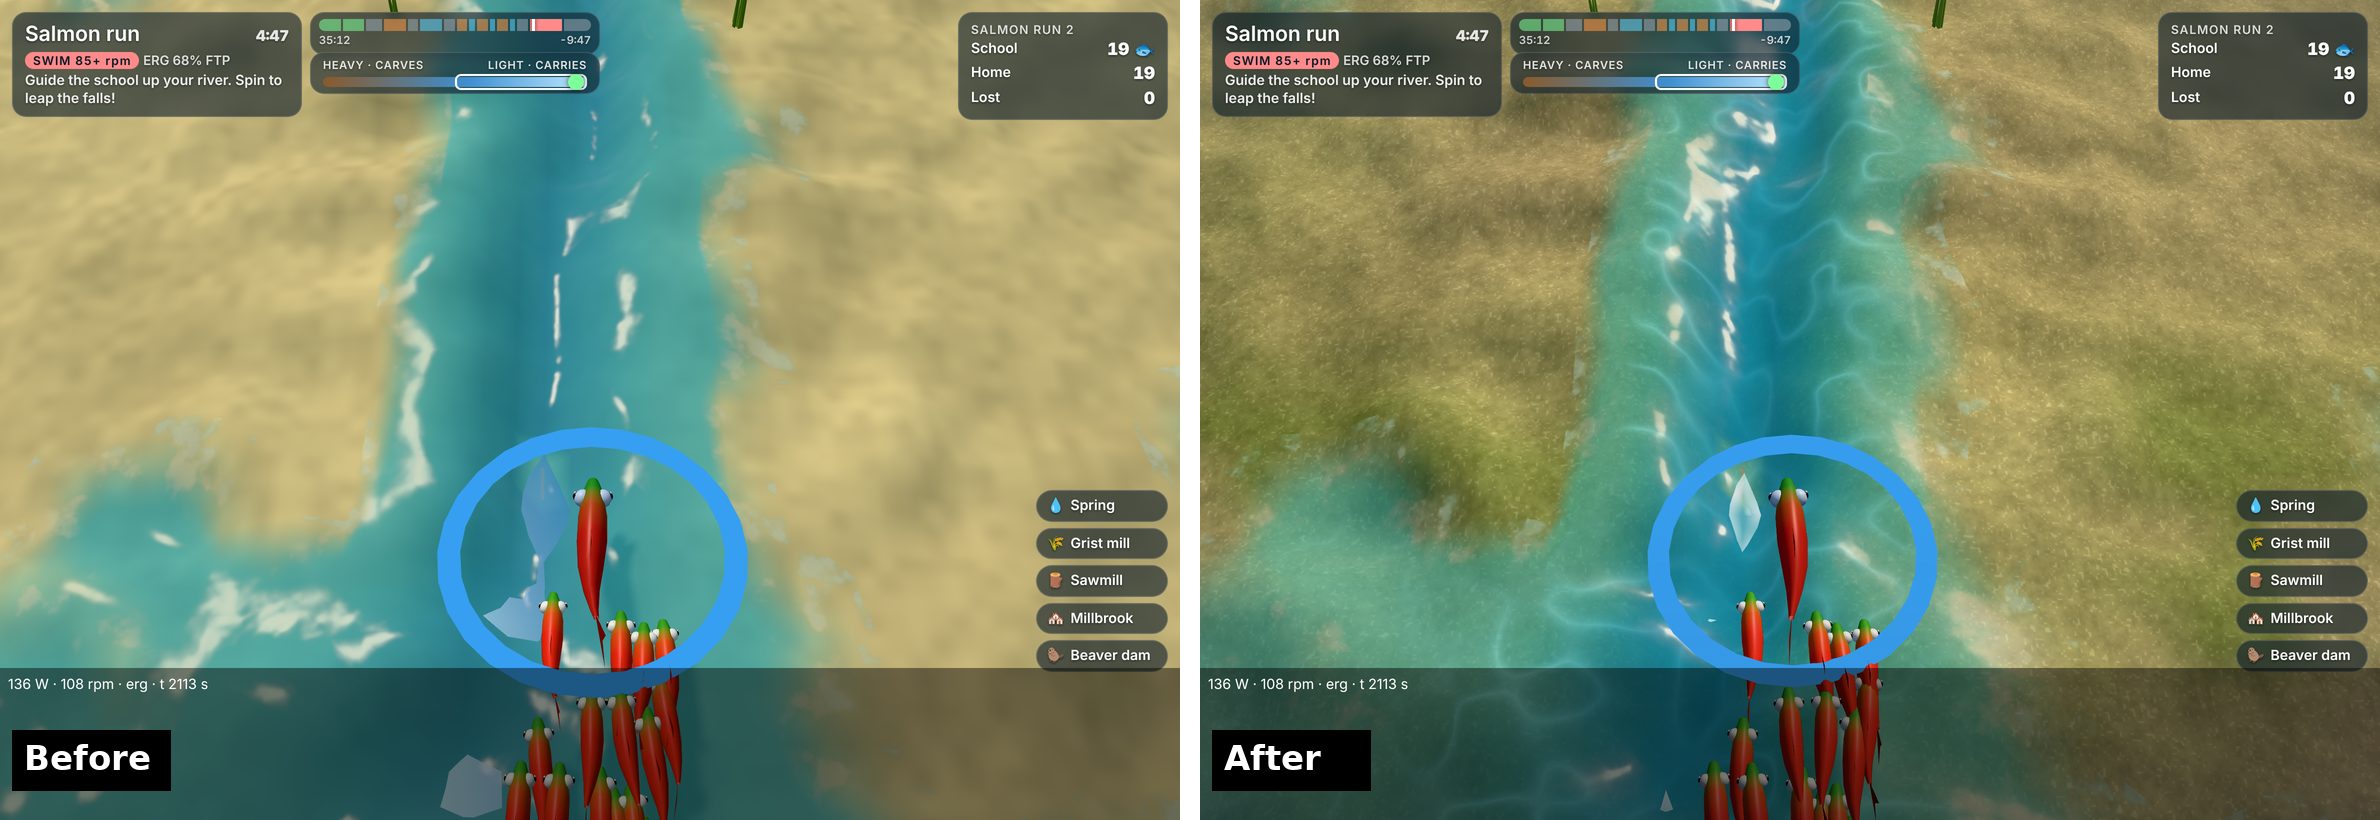 Salmon run 4:47
SWIM 85+ rpm ERG 68% FTP
Guide the school up your river. Spin to
leap the falls!
35:12 -9:47
HEAVY · CARVES LIGHT · CARRIES
SALMON RUN 2
School 19
Home 19
Lost 0
Spring
Grist mill
Sawmill
Millbrook
Beaver dam
136 W · 108 rpm · erg · t 2113 s
Before
Salmon run 4:47
SWIM 85+ rpm ERG 68% FTP
Guide the school up your river. Spin to
leap the falls!
35:12 -9:47
HEAVY · CARVES LIGHT · CARRIES
SALMON RUN 2
School 19
Home 19
Lost 0
Spring
Grist mill
Sawmill
Millbrook
Beaver dam
136 W · 108 rpm · erg · t 2113 s
After